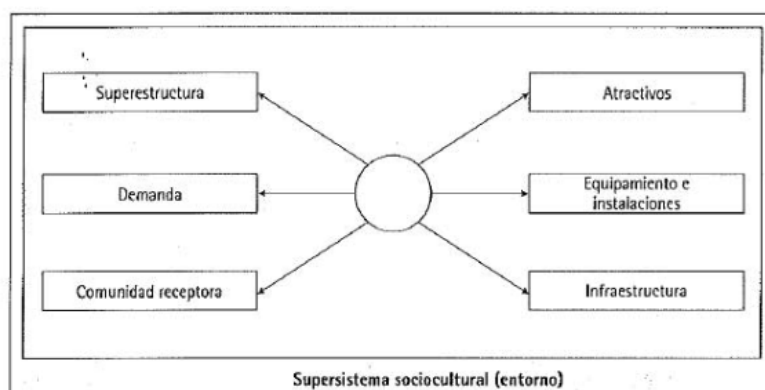 Superestructura
Atractivos
Demanda
Equipamiento e
instalaciones
Comunidad receptora
Infraestructura
Supersistema sociocultural (entorno)